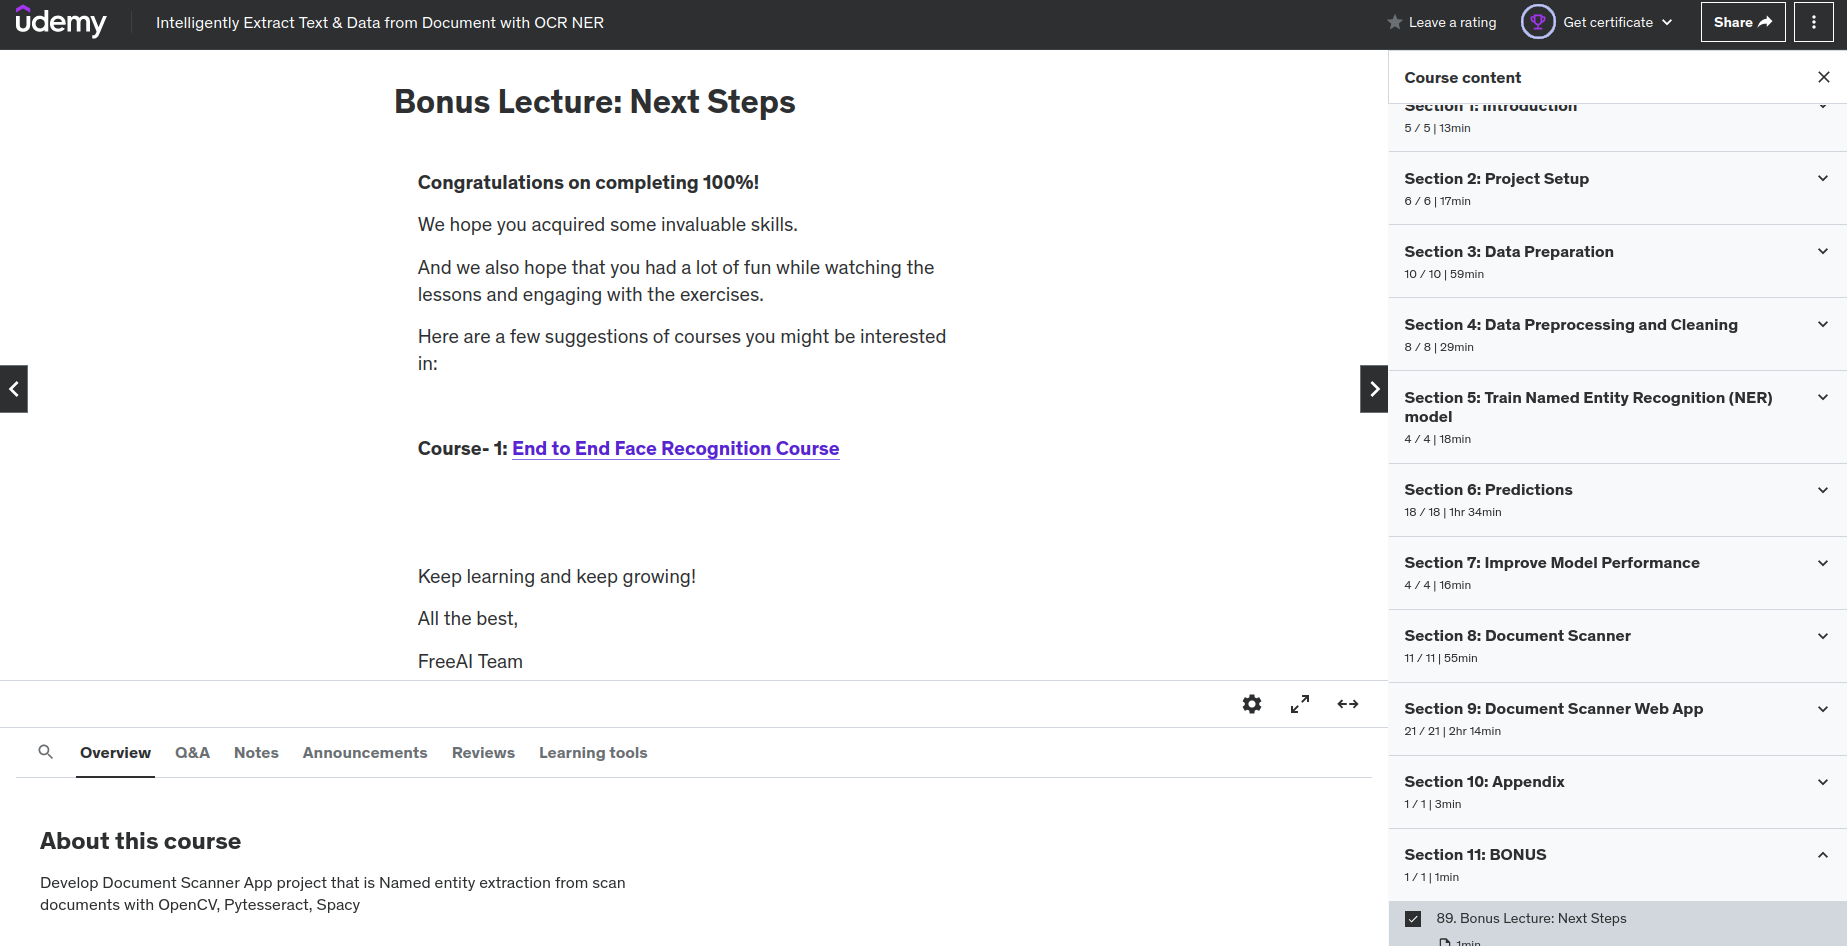 udemy
Intelligently Extract Text & Data from Document with OCR NER
Leave a rating
Get certificate
Share
Bonus Lecture: Next Steps
Congratulations on completing 100%!
We hope you acquired some invaluable skills.
And we also hope that you had a lot of fun while watching the
lessons and engaging with the exercises.
Here are a few suggestions of courses you might be interested
in:
Course- 1: End to End Face Recognition Course
Keep learning and keep growing!
All the best,
FreeAI Team
Overview
Q&A
Notes
Announcements
Reviews
Learning tools
About this course
Develop Document Scanner App project that is Named entity extraction from scan
documents with OpenCV, Pytesseract, Spacy
Course content
Section 1: Introduction
5 / 5 | 13min
Section 2: Project Setup
6 / 6 | 17min
Section 3: Data Preparation
10 / 10 | 59min
Section 4: Data Preprocessing and Cleaning
8 / 8 | 29min
Section 5: Train Named Entity Recognition (NER)
model
4 / 4 | 18min
Section 6: Predictions
18 / 18 | 1hr 34min
Section 7: Improve Model Performance
4 / 4 | 16min
Section 8: Document Scanner
11 / 11 | 55min
Section 9: Document Scanner Web App
21 / 21 | 2hr 14min
Section 10: Appendix
1 / 1 | 3min
Section 11: BONUS
1 / 1 | 1min
89. Bonus Lecture: Next Steps
1min